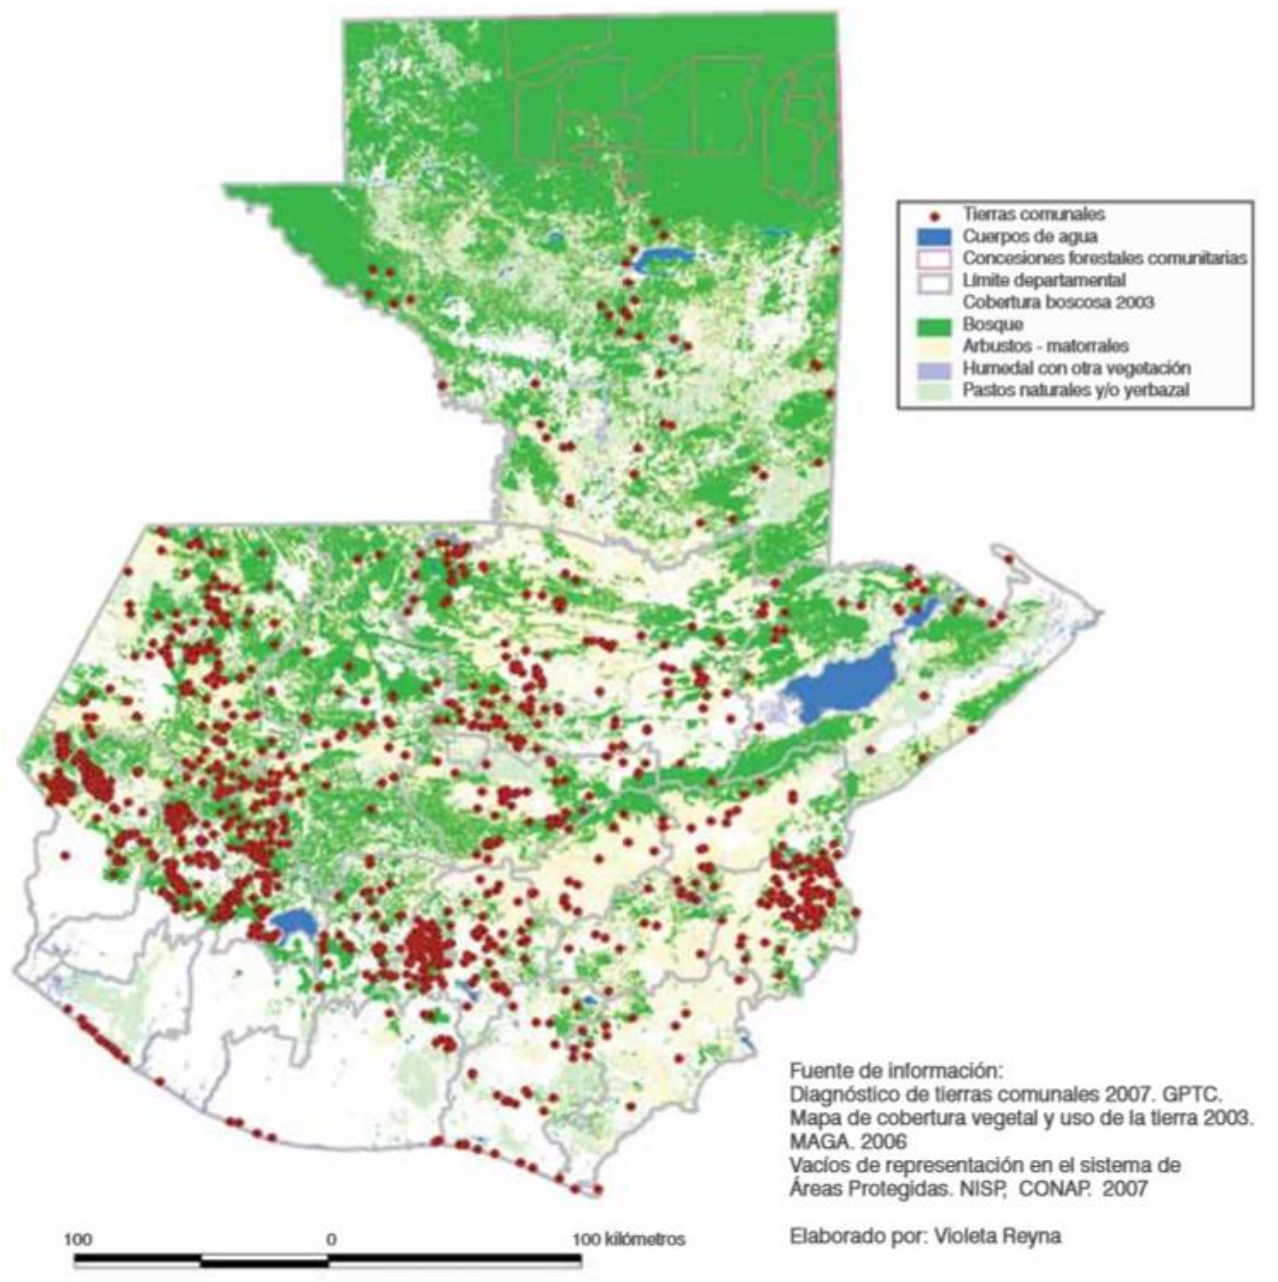 Tierras comunales
Cuerpos de agua
Concesiones forestales comunitarias
Límite departamental
Cobertura boscosa 2003
Bosque
Arbustos - matorrales
Humedal con otra vegetación
Pastos naturales y/o yerbazal
Fuente de información:
Diagnóstico de tierras comunales 2007. GPTC.
Mapa de cobertura vegetal y uso de la tierra 2003.
MAGA. 2006
Vacíos de representación en el sistema de
Áreas Protegidas. NISP, CONAP. 2007
Elaborado por: Violeta Reyna
100 0 100 kilómetros